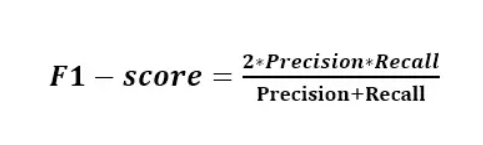 F1 − score = 2*Precision*Recall
Precision+Recall